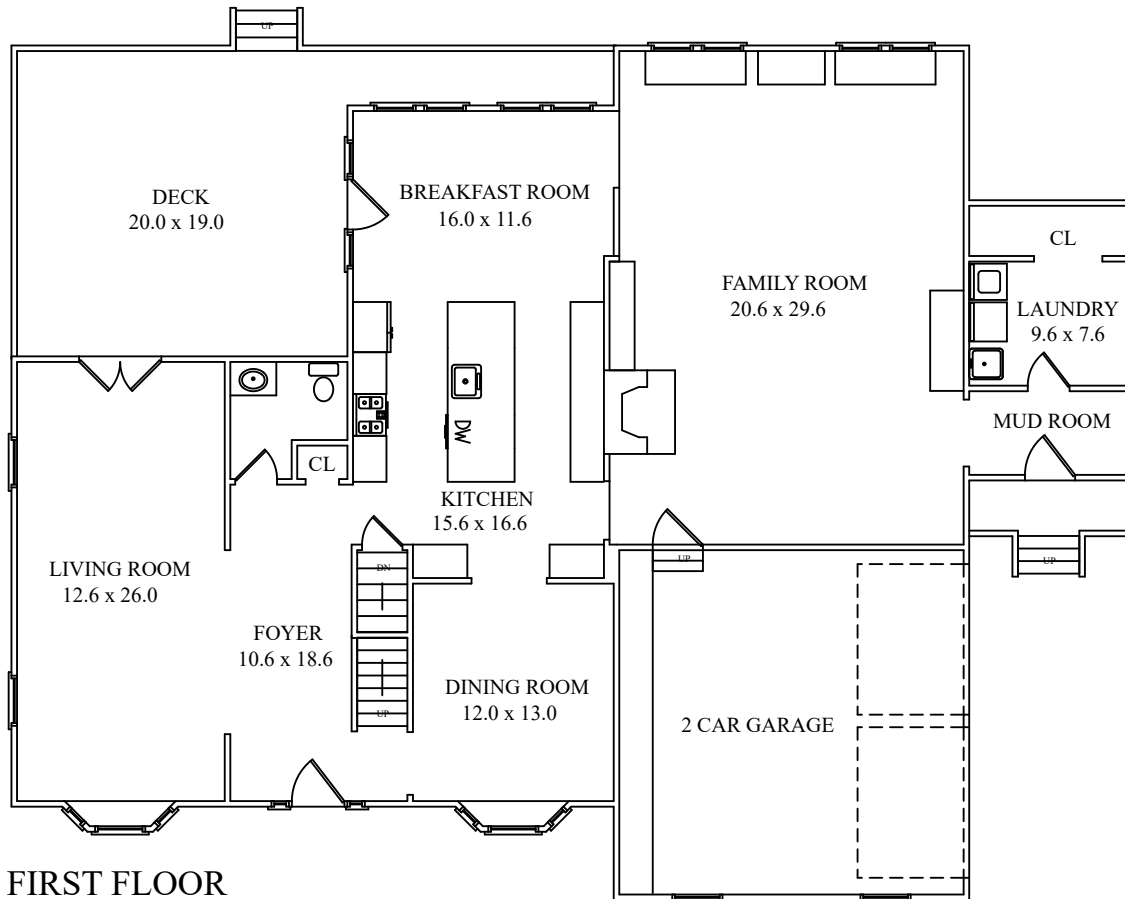 UP
DECK
20.0 x 19.0
BREAKFAST ROOM
16.0 x 11.6
FAMILY ROOM
20.6 x 29.6
CL
LAUNDRY
9.6 x 7.6
MUD ROOM
UP
DW
CL
KITCHEN
15.6 x 16.6
LIVING ROOM
12.6 x 26.0
FOYER
10.6 x 18.6
DN
UP
DINING ROOM
12.0 x 13.0
UP
2 CAR GARAGE
FIRST FLOOR